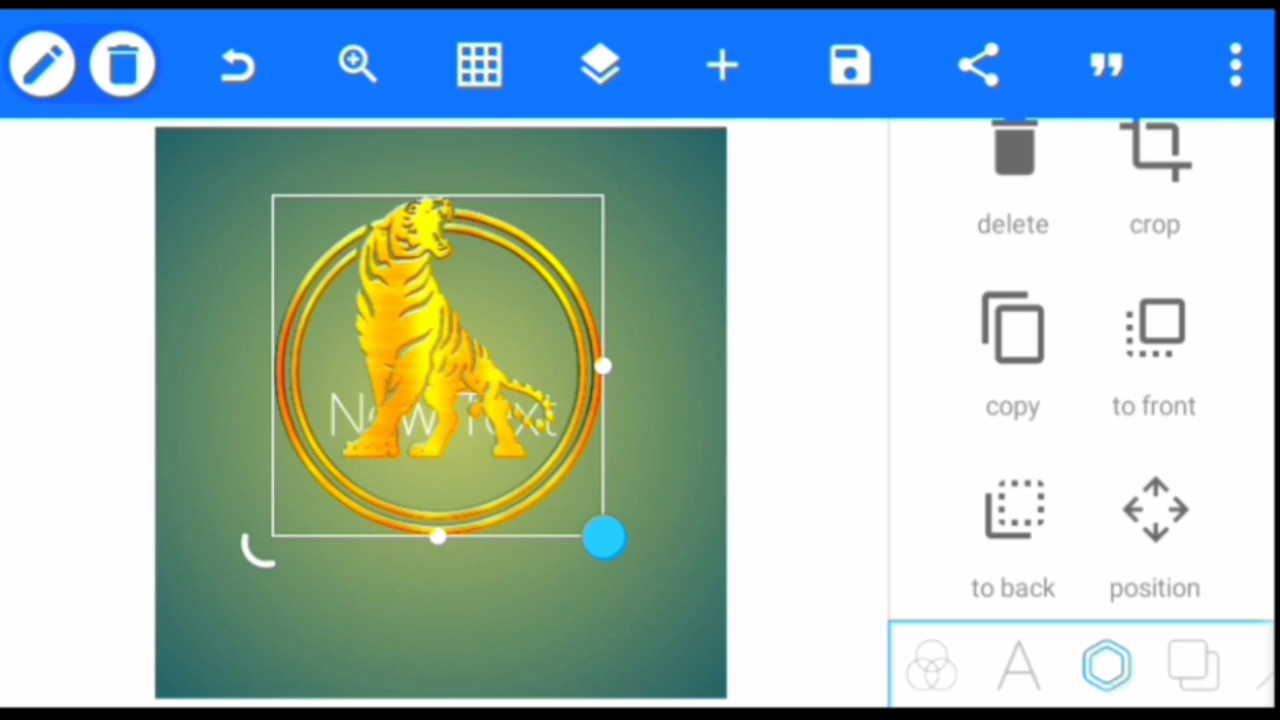 New Text
delete
crop
copy
to front
to back
position